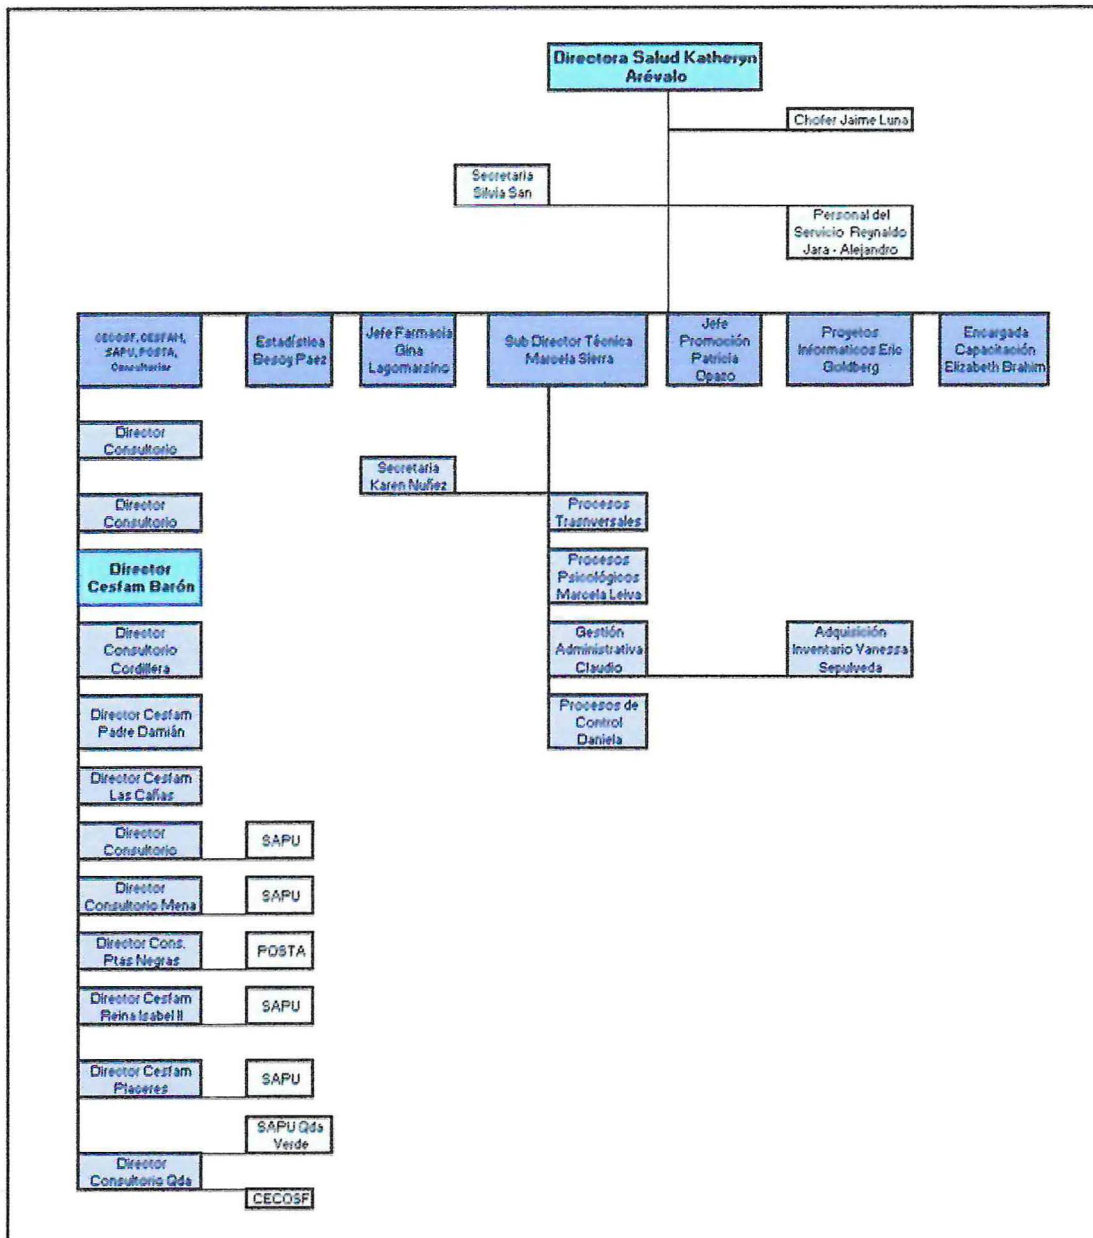 Directora Salud Katheryn
Arévalo
Chofer Jaime Luna
Secretaria
Silvia San
Personal del
Servicio Reynaldo
Jara - Alejandro
CECOSF, CESFAM,
SAPU, POSTA,
Consultorios
Estadística
Besoy Paez
Jefe Farmacia
Gina
Lagomarsino
Sub Director Técnica
Marcela Sierra
Jefe
Promoción
Patricia
Opazo
Proyetos
Informaticos Eric
Goldberg
Encargada
Capacitación
Elizabeth Brahim
Director
Consultorio
Secretaria
Karen Nuñez
Director
Consultorio
Procesos
Trasnversales
Director
Cesfam Barón
Procesos
Psicológicos
Marcela Leiva
Director
Consultorio
Cordillera
Gestión
Administrativa
Claudio
Adquisición
Inventario Vanessa
Sepulveda
Director Cesfam
Padre Damián
Procesos de
Control
Daniela
Director Cesfam
Las Cañas
Director
Consultorio
SAPU
Director
Consultorio Mena
SAPU
Director Cons.
Ptas Negras
POSTA
Director Cesfam
Reina Isabel II
SAPU
Director Cesfam
Placeres
SAPU
SAPU Qda
Verde
Director
Consultorio Qda
CECOSF